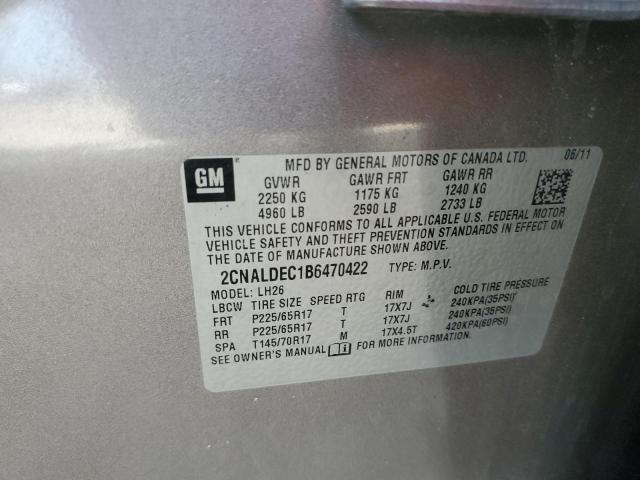 GM
MFD BY GENERAL MOTORS OF CANADA LTD. 06/11
GVWR GAWR FRT GAWR RR
2250 KG 1175 KG 1240 KG
4960 LB 2590 LB 2733 LB
THIS VEHICLE CONFORMS TO ALL APPLICABLE U.S. FEDERAL MOTOR
VEHICLE SAFETY AND THEFT PREVENTION STANDARDS IN EFFECT ON
THE DATE OF MANUFACTURE SHOWN ABOVE.
2CNALDEC1B6470422 TYPE: M.P.V.
MODEL: LH26
LBCW TIRE SIZE SPEED RTG RIM COLD TIRE PRESSURE
FRT P225/65R17 T 17X7J 240KPA(35PSI)
RR P225/65R17 T 17X7J 240KPA(35PSI)
SPA T145/70R17 M 17X4.5T 420KPA(60PSI)
SEE OWNER'S MANUAL FOR MORE INFORMATION.